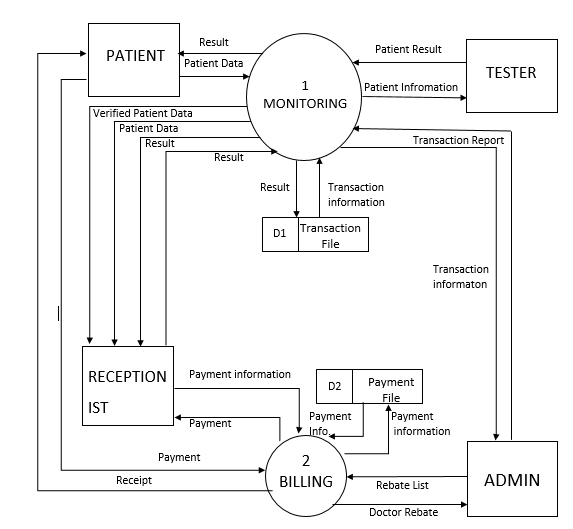 Result
Patient Result
PATIENT
Patient Data
1
MONITORING
TESTER
Patient Infromation
Verified Patient Data
Patient Data
Result
Result
Transaction Report
Result
Transaction
information
D1
Transaction
File
Transaction
informaton
RECEPTION
IST
Payment information
D2
Payment
File
Payment
Info.
Payment
information
Payment
Payment
2
BILLING
Receipt
Rebate List
ADMIN
Doctor Rebate